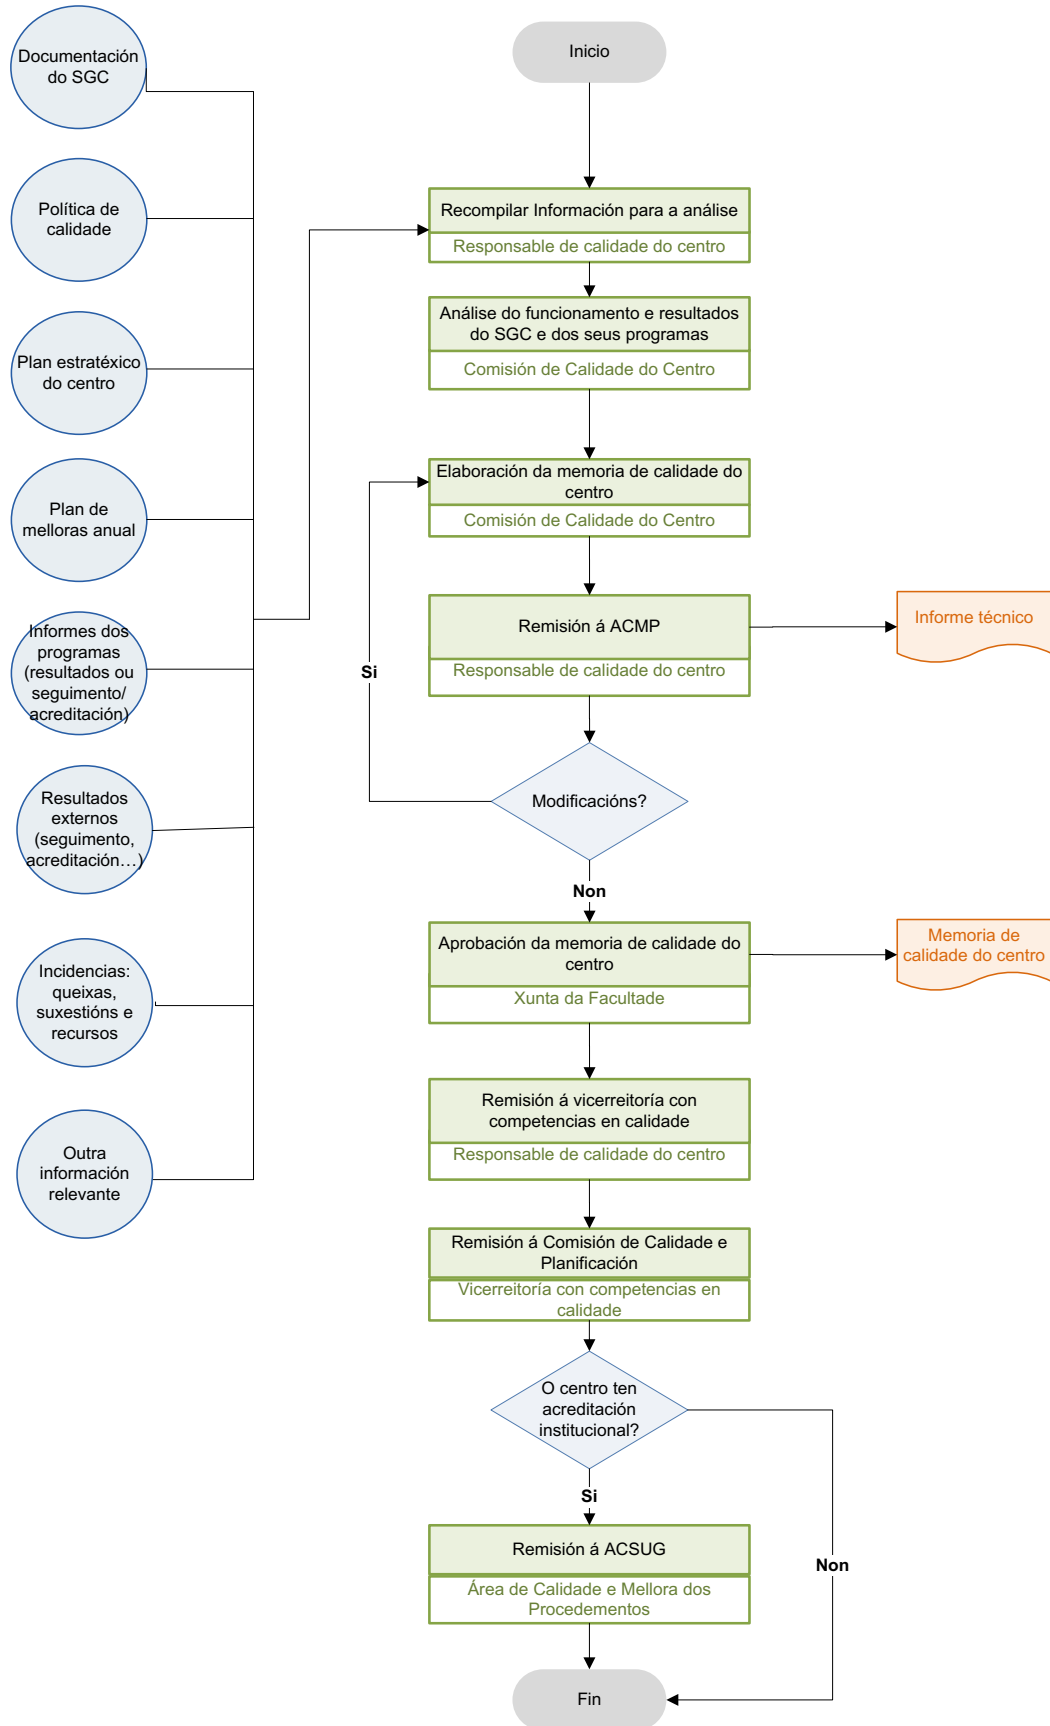 Documentación
do SGC
Política de
calidade
Plan estratéxico
do centro
Plan de
melloras anual
Informes dos
programas
(resultados ou
seguimento/
acreditación)
Resultados
externos
(seguimento,
acreditación…)
Incidencias:
queixas,
suxestións e
recursos
Outra
información
relevante
Inicio
Recompilar Información para a análise
Responsable de calidade do centro
Análise do funcionamento e resultados
do SGC e dos seus programas
Comisión de Calidade do Centro
Elaboración da memoria de calidade do
centro
Comisión de Calidade do Centro
Remisión á ACMP
Responsable de calidade do centro
Informe técnico
Si
Modificacións?
Non
Aprobación da memoria de calidade do
centro
Xunta da Facultade
Memoria de
calidade do centro
Remisión á vicerreitoría con
competencias en calidade
Responsable de calidade do centro
Remisión á Comisión de Calidade e
Planificación
Vicerreitoría con competencias en
calidade
O centro ten
acreditación
institucional?
Si
Non
Remisión á ACSUG
Área de Calidade e Mellora dos
Procedementos
Fin